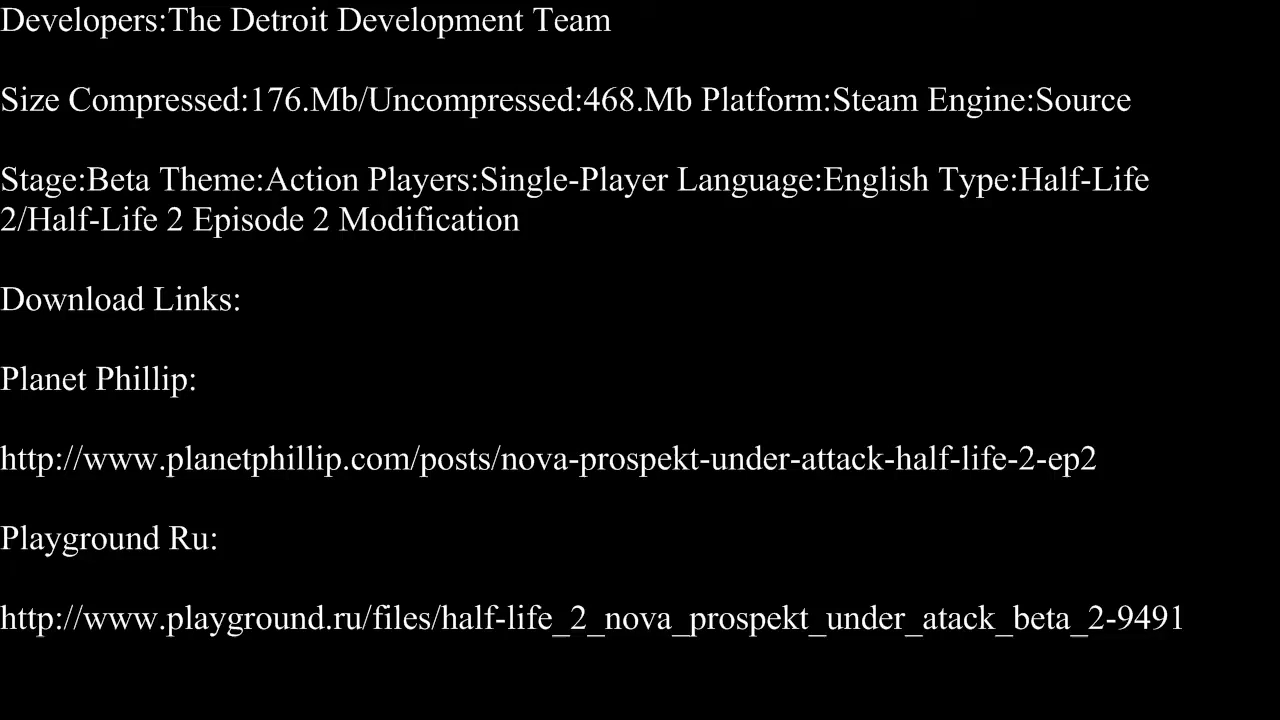 Developers:The Detroit Development Team
Size Compressed:176.Mb/Uncompressed:468.Mb Platform:Steam Engine:Source
Stage:Beta Theme:Action Players:Single-Player Language:English Type:Half-Life
2/Half-Life 2 Episode 2 Modification
Download Links:
Planet Phillip:
http://www.planetphillip.com/posts/nova-prospekt-under-attack-half-life-2-ep2
Playground Ru:
http://www.playground.ru/files/half-life_2_nova_prospekt_under_atack_beta_2-9491